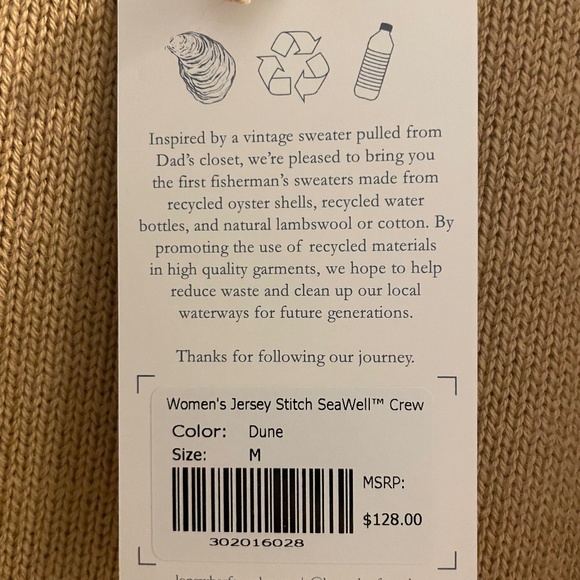 Inspired by a vintage sweater pulled from
Dad's closet, we're pleased to bring you
the first fisherman's sweaters made from
recycled oyster shells, recycled water
bottles, and natural lambswool or cotton. By
promoting the use of recycled materials
in high quality garments, we hope to help
reduce waste and clean up our local
waterways for future generations.
Thanks for following our journey.
Women's Jersey Stitch SeaWell™ Crew
Color: Dune
Size: M
MSRP:
$128.00
302016028